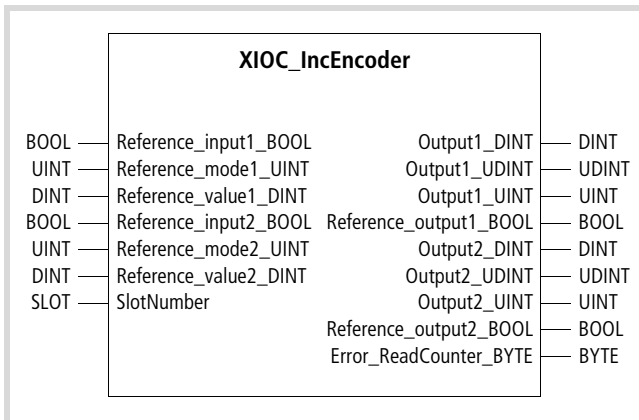 XIOC_IncEncoder
BOOL Reference_input1_BOOL Output1_DINT DINT
UINT Reference_mode1_UINT Output1_UDINT UDINT
DINT Reference_value1_DINT Output1_UINT UINT
BOOL Reference_input2_BOOL Reference_output1_BOOL BOOL
UINT Reference_mode2_UINT Output2_DINT DINT
DINT Reference_value2_DINT Output2_UDINT UDINT
SLOT SlotNumber Output2_UINT UINT
Reference_output2_BOOL BOOL
Error_ReadCounter_BYTE BYTE